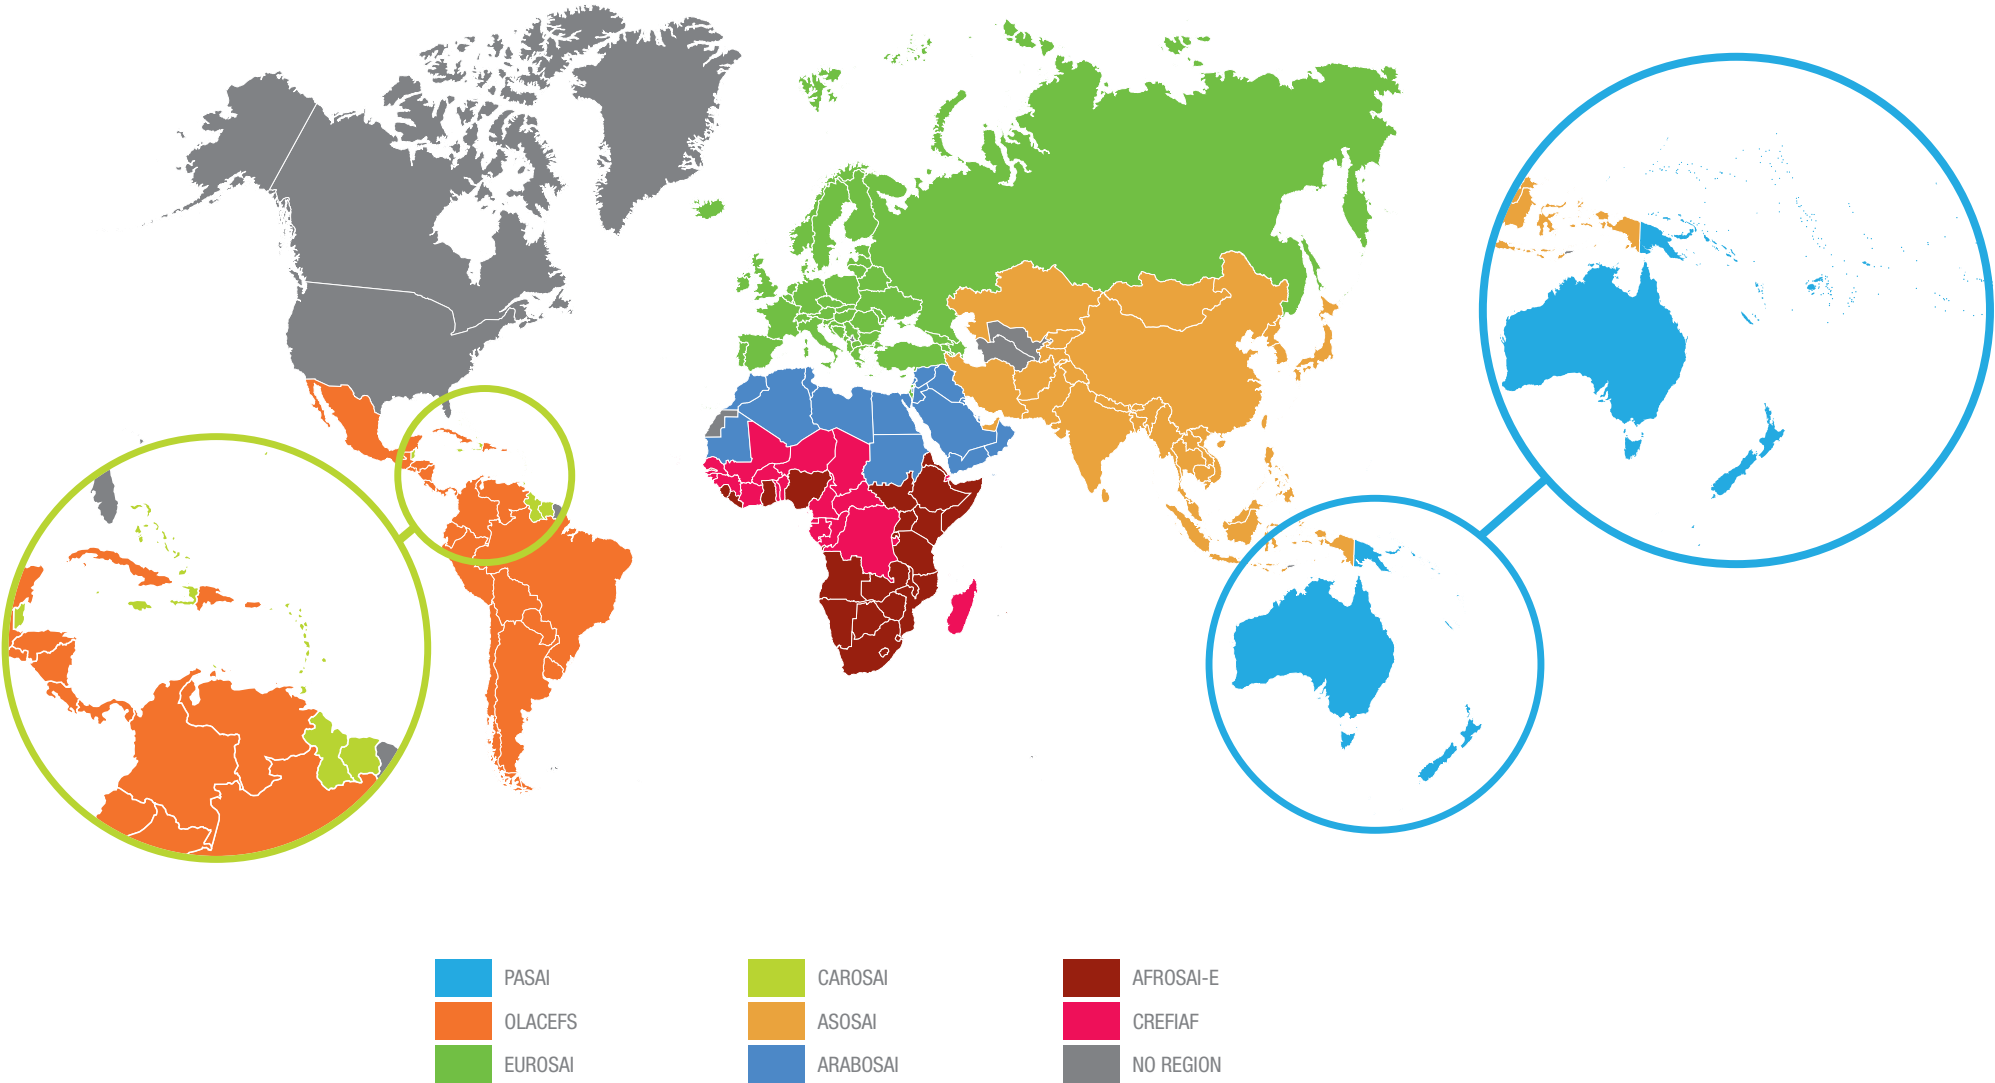 PASAI
OLACEFS
EUROSAI
CAROSAI
ASOSAI
ARABOSAI
AFROSAI-E
CREFIAF
NO REGION